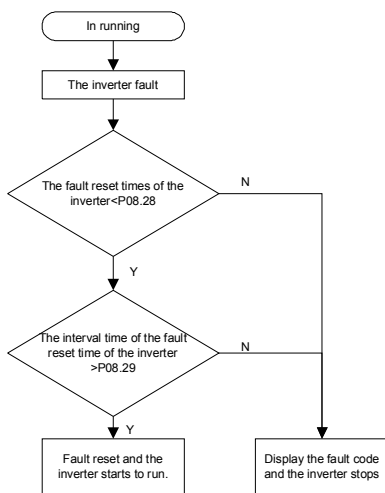 In running
The inverter fault
The fault reset times of the
inverter<P08.28
N
Y
The interval time of the fault
reset time of the inverter
>P08.29
N
Y
Fault reset and the
inverter starts to run.
Display the fault code
and the inverter stops